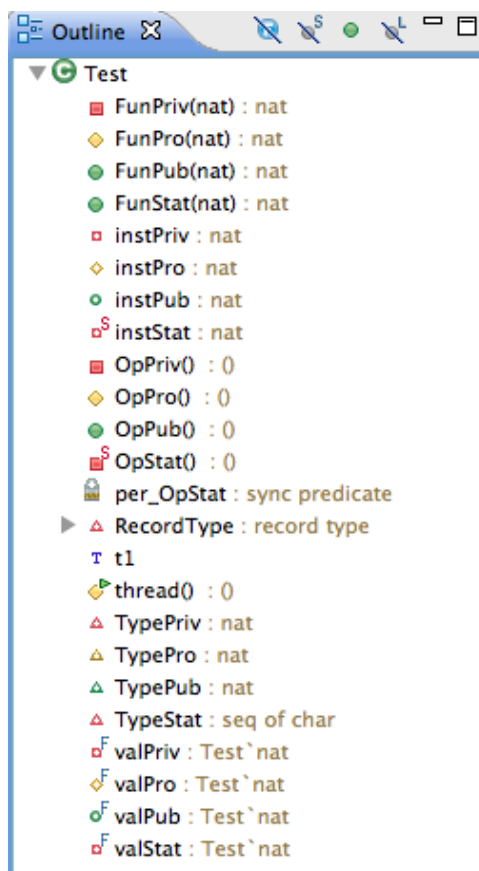 Outline
Test
FunPriv(nat) : nat
FunPro(nat) : nat
FunPub(nat) : nat
FunStat(nat) : nat
instPriv : nat
instPro : nat
instPub : nat
S instStat : nat
OpPriv() : ()
OpPro() : ()
OpPub() : ()
S OpStat() : ()
per_OpStat : sync predicate
RecordType : record type
T t1
thread() : ()
TypePriv : nat
TypePro : nat
TypePub : nat
TypeStat : seq of char
F valPriv : Test`nat
F valPro : Test`nat
F valPub : Test`nat
F valStat : Test`nat